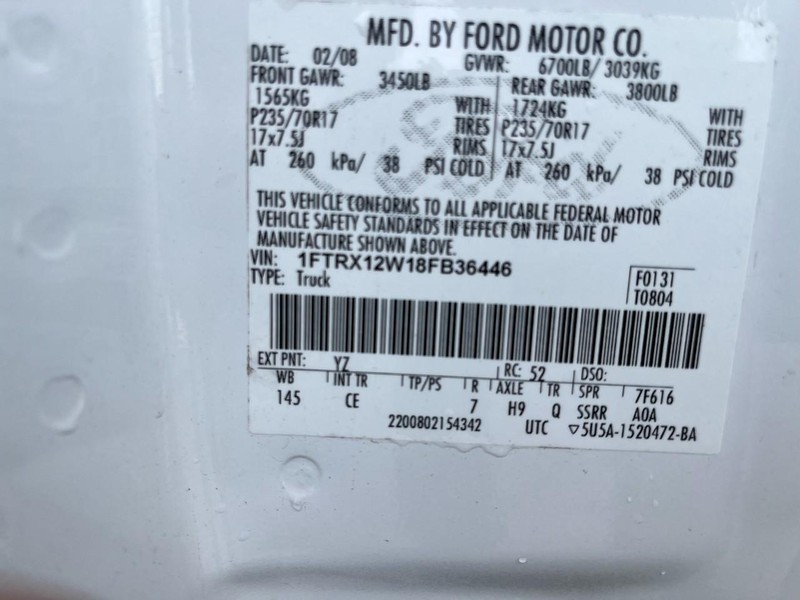 MFD. BY FORD MOTOR CO.
DATE: 02/08 GVWR: 6700LB/ 3039KG
FRONT GAWR: 3450LB REAR GAWR: 3800LB
1565KG WITH 1724KG WITH
P235/70R17 TIRES P235/70R17 TIRES
17x7.5J RIMS 17x7.5J RIMS
AT 260 kPa/ 38 PSI COLD AT 260 kPa/ 38 PSI COLD
THIS VEHICLE CONFORMS TO ALL APPLICABLE FEDERAL MOTOR
VEHICLE SAFETY STANDARDS IN EFFECT ON THE DATE OF
MANUFACTURE SHOWN ABOVE.
VIN: 1FTRX12W18FB36446
TYPE: Truck F0131
T0804
EXT PNT: YZ RC: 52 DSO:
WB INT TR TP/PS R AXLE TR SPR 7F616
145 CE 7 H9 Q SSRR A0A
2200802154342 UTC ▽5U5A-1520472-BA